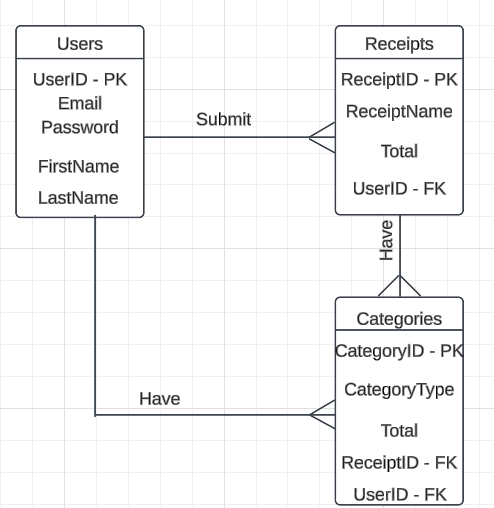 Users
UserID - PK
Email
Password
FirstName
LastName
Submit
Receipts
ReceiptID - PK
ReceiptName
Total
UserID - FK
Have
Have
Categories
CategoryID - PK
CategoryType
Total
ReceiptID - FK
UserID - FK